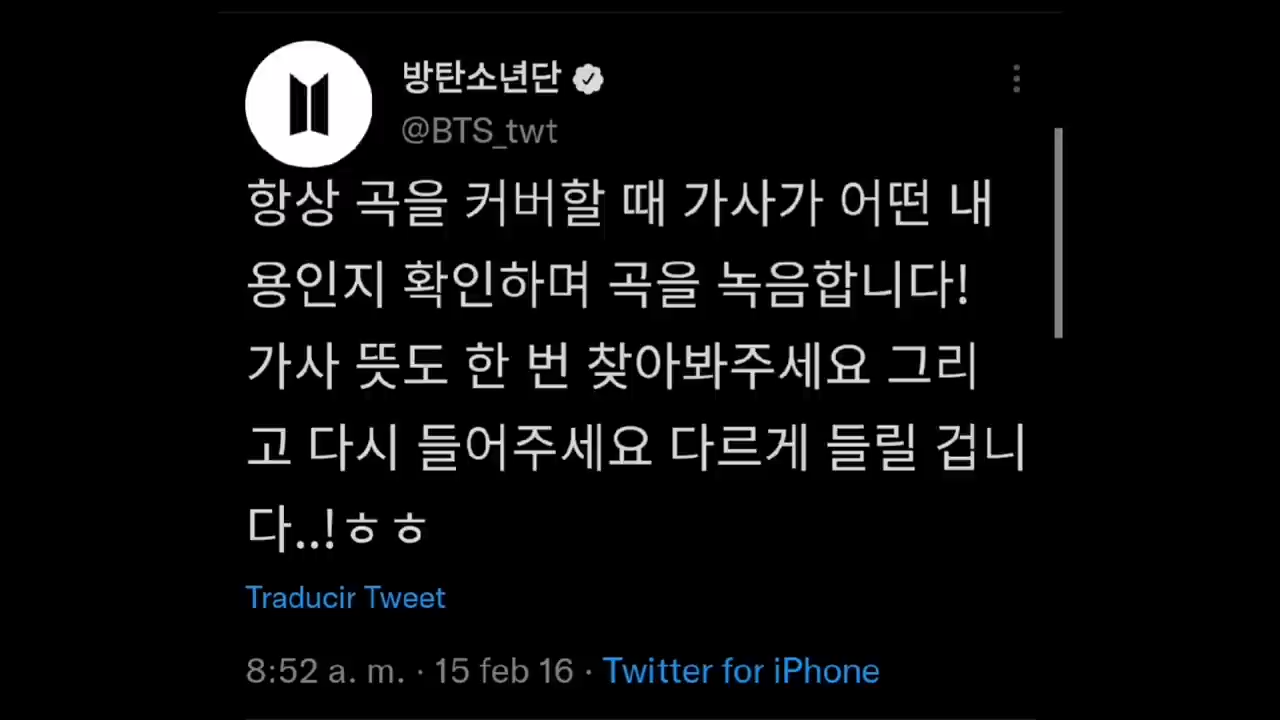 방탄소년단
@BTS_twt
항상 곡을 커버할 때 가사가 어떤 내
용인지 확인하며 곡을 녹음합니다!
가사 뜻도 한 번 찾아봐주세요 그리
고 다시 들어주세요 다르게 들릴 겁니
다..!ㅎㅎ
Traducir Tweet
8:52 a. m. · 15 feb 16 · Twitter for iPhone